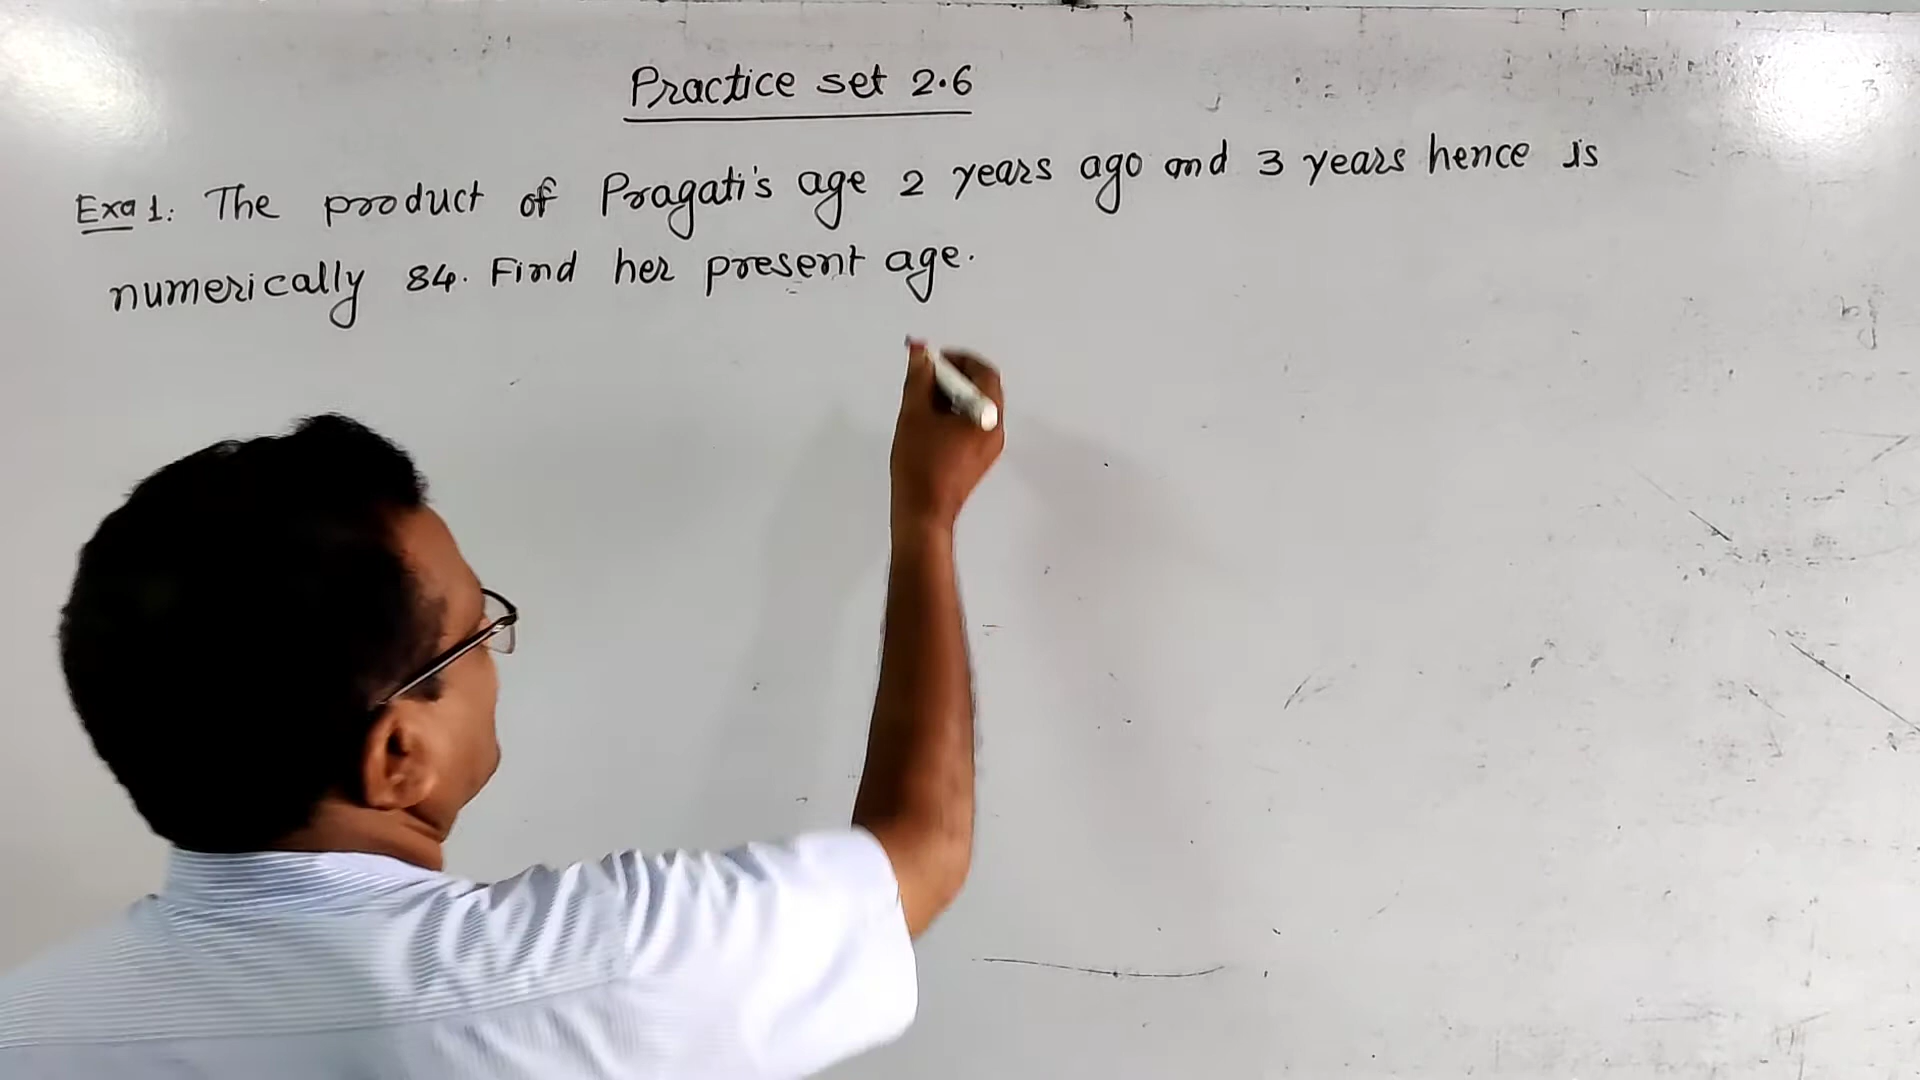 Practice set 2.6
Exa 1. The product of Pragati's age 2 years ago and 3 years hence is
numerically 84. Find her present age.